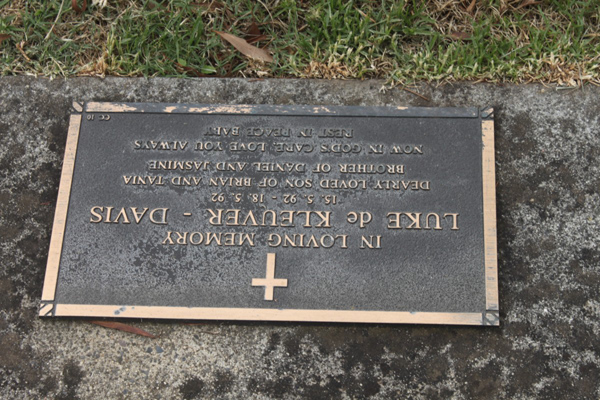 IN LOVING MEMORY
LUKE de KLEUVER - DAVIS
15. 5. 92 - 18. 5. 92
DEARLY LOVED SON OF BRIAN AND TANIA
BROTHER OF DANIEL AND JASMINE
NOW IN GOD'S CARE, LOVE YOU ALWAYS
REST IN PEACE BABY
CC 10